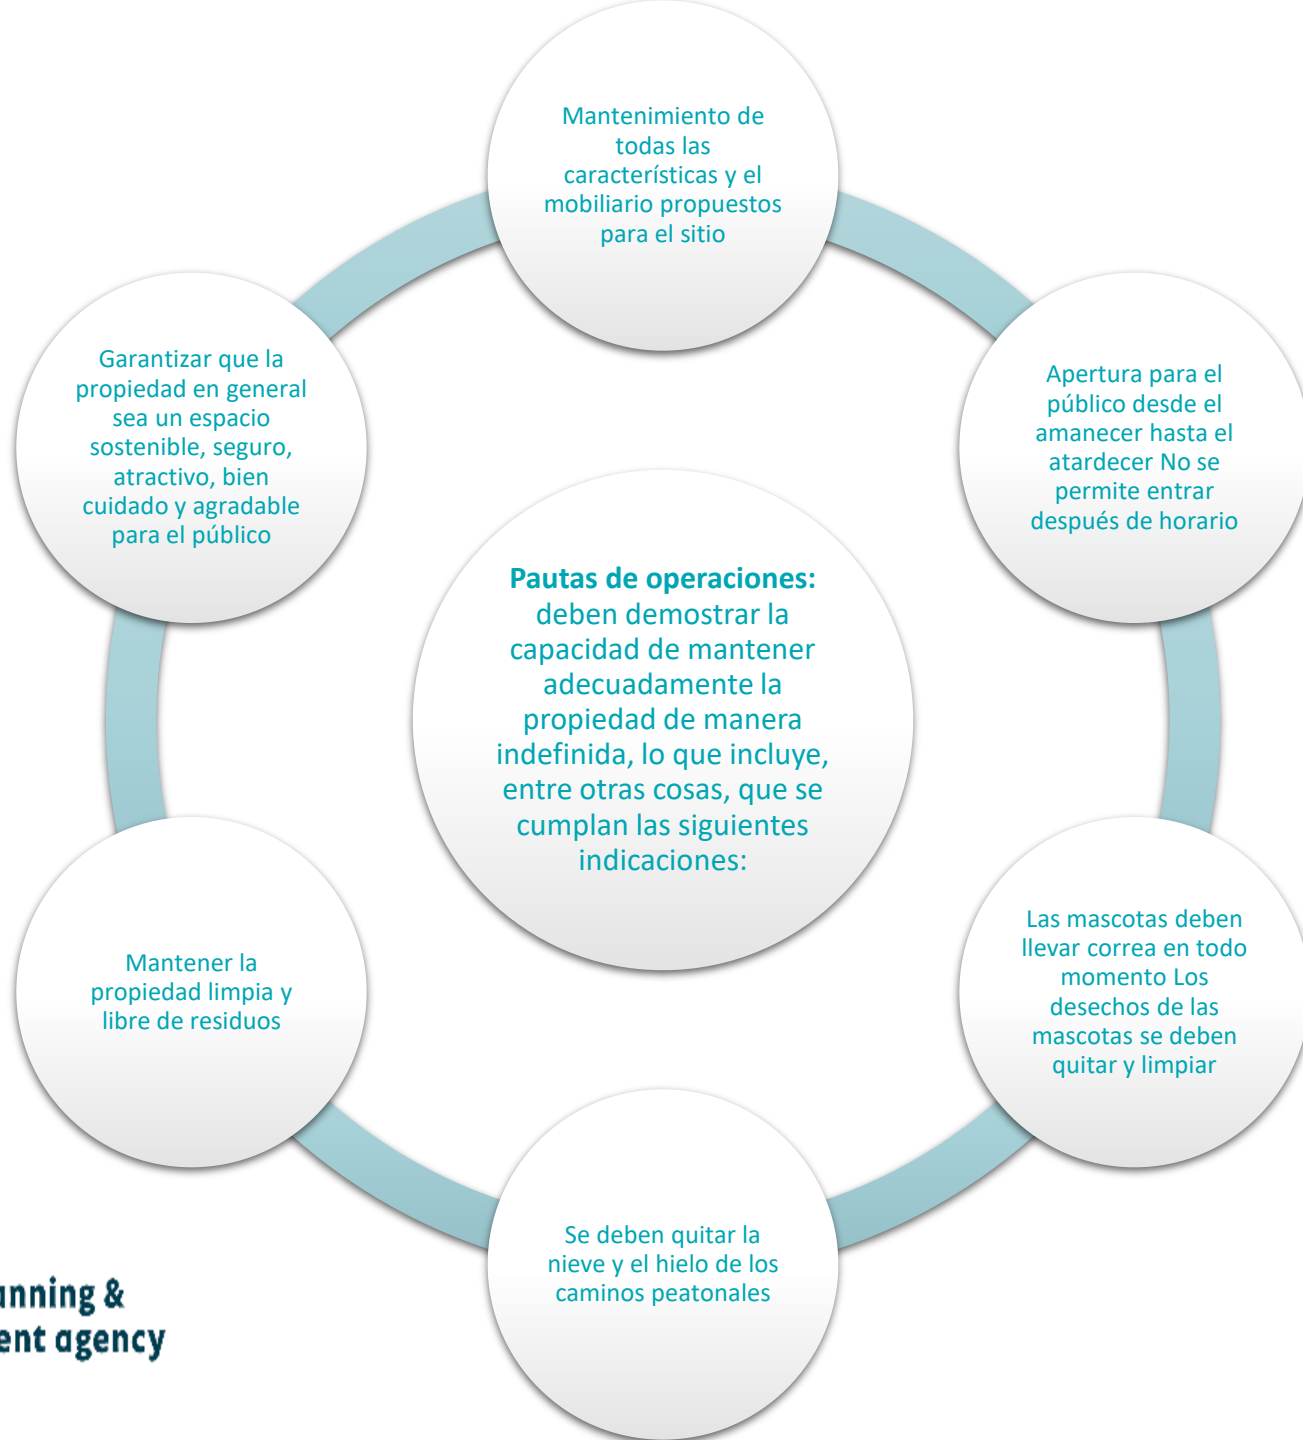 Mantenimiento de
todas las
características y el
mobiliario propuestos
para el sitio
Garantizar que la
propiedad en general
sea un espacio
sostenible, seguro,
atractivo, bien
cuidado y agradable
para el público
Apertura para el
público desde el
amanecer hasta el
atardecer No se
permite entrar
después de horario
Pautas de operaciones:
deben demostrar la
capacidad de mantener
adecuadamente la
propiedad de manera
indefinida, lo que incluye,
entre otras cosas, que se
cumplan las siguientes
indicaciones:
Mantener la
propiedad limpia y
libre de residuos
Las mascotas deben
llevar correa en todo
momento Los
desechos de las
mascotas se deben
quitar y limpiar
Se deben quitar la
nieve y el hielo de los
caminos peatonales
&
agency